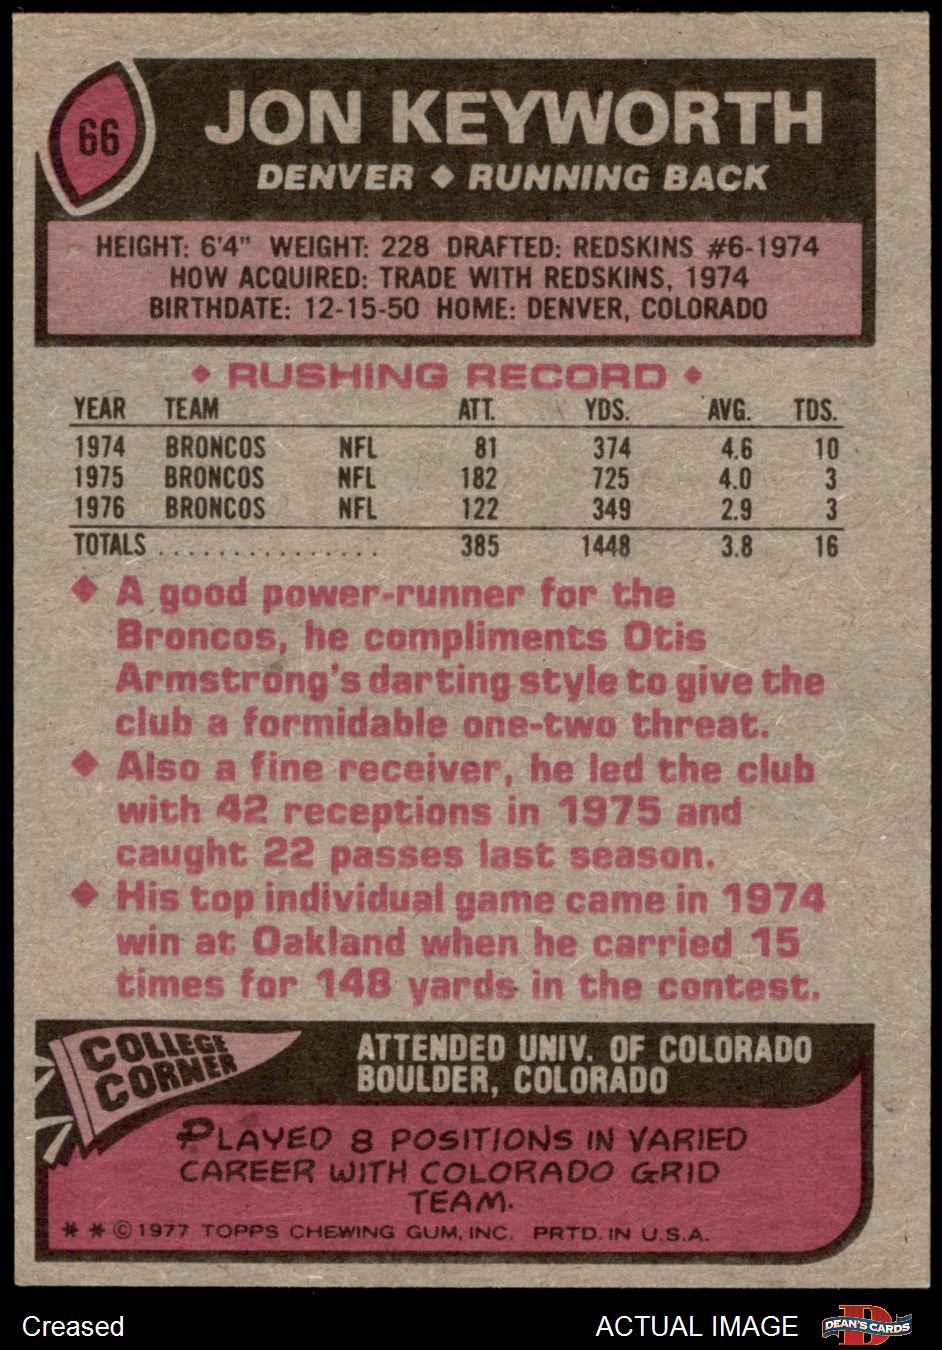 66
JON KEYWORTH
DENVER ◆ RUNNING BACK
HEIGHT: 6'4" WEIGHT: 228 DRAFTED: REDSKINS #6-1974
HOW ACQUIRED: TRADE WITH REDSKINS, 1974
BIRTHDATE: 12-15-50 HOME: DENVER, COLORADO
◆ RUSHING RECORD ◆
YEAR TEAM ATT. YDS. AVG. TDS.
1974 BRONCOS NFL 81 374 4.6 10
1975 BRONCOS NFL 182 725 4.0 3
1976 BRONCOS NFL 122 349 2.9 3
TOTALS . . . . . . . . . . . . . . . . 385 1448 3.8 16
◆ A good power-runner for the
Broncos, he compliments Otis
Armstrong's darting style to give the
club a formidable one-two threat.
◆ Also a fine receiver, he led the club
with 42 receptions in 1975 and
caught 22 passes last season.
◆ His top individual game came in 1974
win at Oakland when he carried 15
times for 148 yards in the contest.
COLLEGE
CORNER
ATTENDED UNIV. OF COLORADO
BOULDER, COLORADO
PLAYED 8 POSITIONS IN VARIED
CAREER WITH COLORADO GRID
TEAM.
* * © 1977 TOPPS CHEWING GUM, INC. PRTD. IN U.S.A.
Creased
ACTUAL IMAGE
D
DEAN'S CARDS